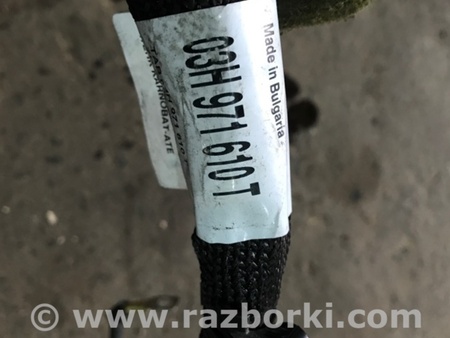 Made in Bulgaria
03H 971 610 T
© www.razborki.com